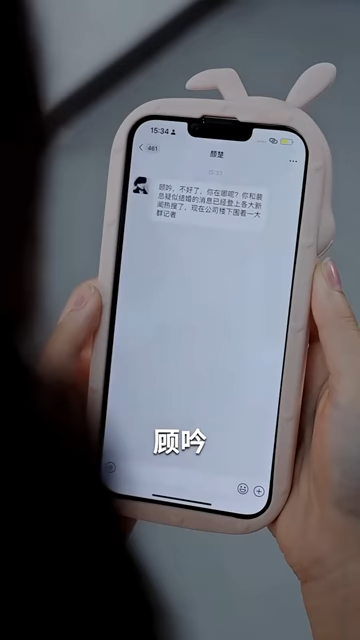 15:34
481
颜楚
顾吟，不好了，你在哪呢？你和裴
总疑似结婚的消息已经登上各大新
闻热搜了，现在公司楼下围着一大
群记者
顾吟